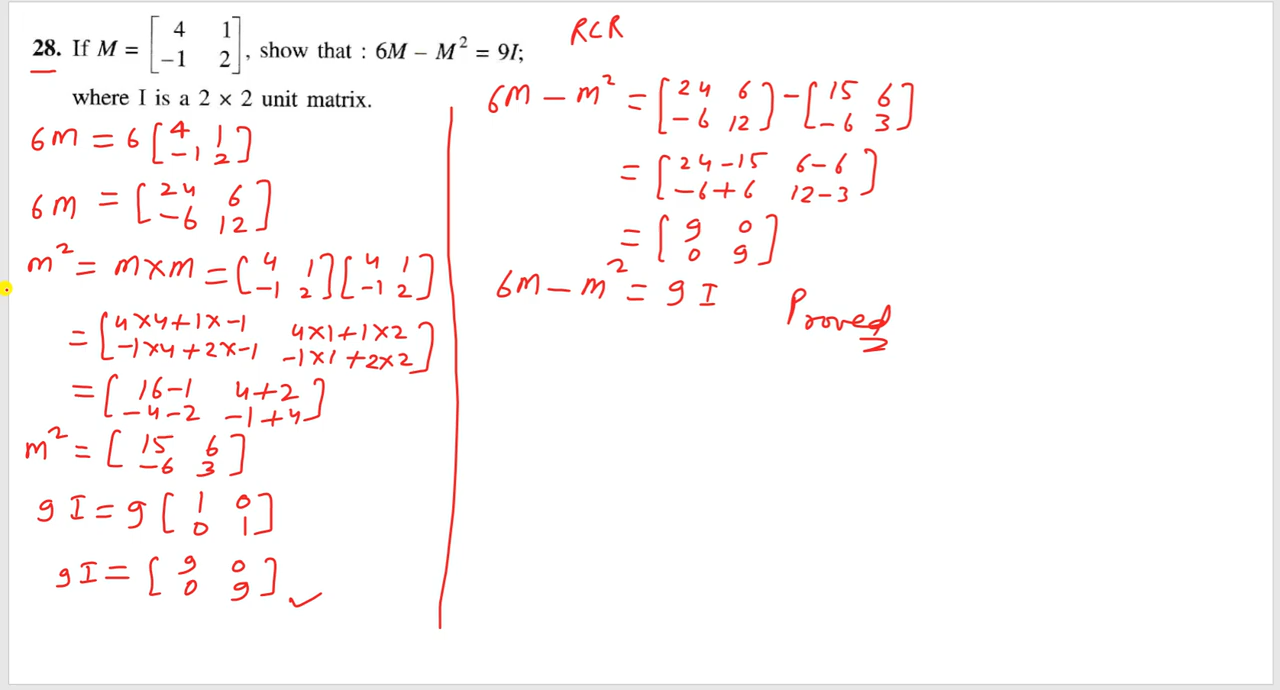 28. If M = [4 1
-1 2], show that : 6M – M² = 9I;
where I is a 2 × 2 unit matrix.
6m = 6 [4 1
-1 2]
6m = [24 6
-6 12]
m² = m×m = [4 1
-1 2] [4 1
-1 2]
= [4×4+1×-1 4×1+1×2
-1×4+2×-1 -1×1+2×2]
= [16-1 4+2
-4-2 -1+4]
m² = [15 6
-6 3]
9I = 9 [1 0
0 1]
9I = [9 0
0 9] ✓
RCR
6m - m² = [24 6
-6 12] - [15 6
-6 3]
= [24-15 6-6
-6+6 12-3]
= [9 0
0 9]
6m - m² = 9I Proved